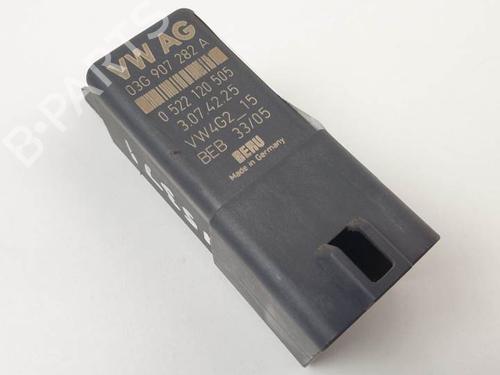 VW AG
03G 907 282 A
0 522 120 505
3.07.42.25
VW4G2_15
BEB 33/05
BERU
Made in Germany
B-PARTS